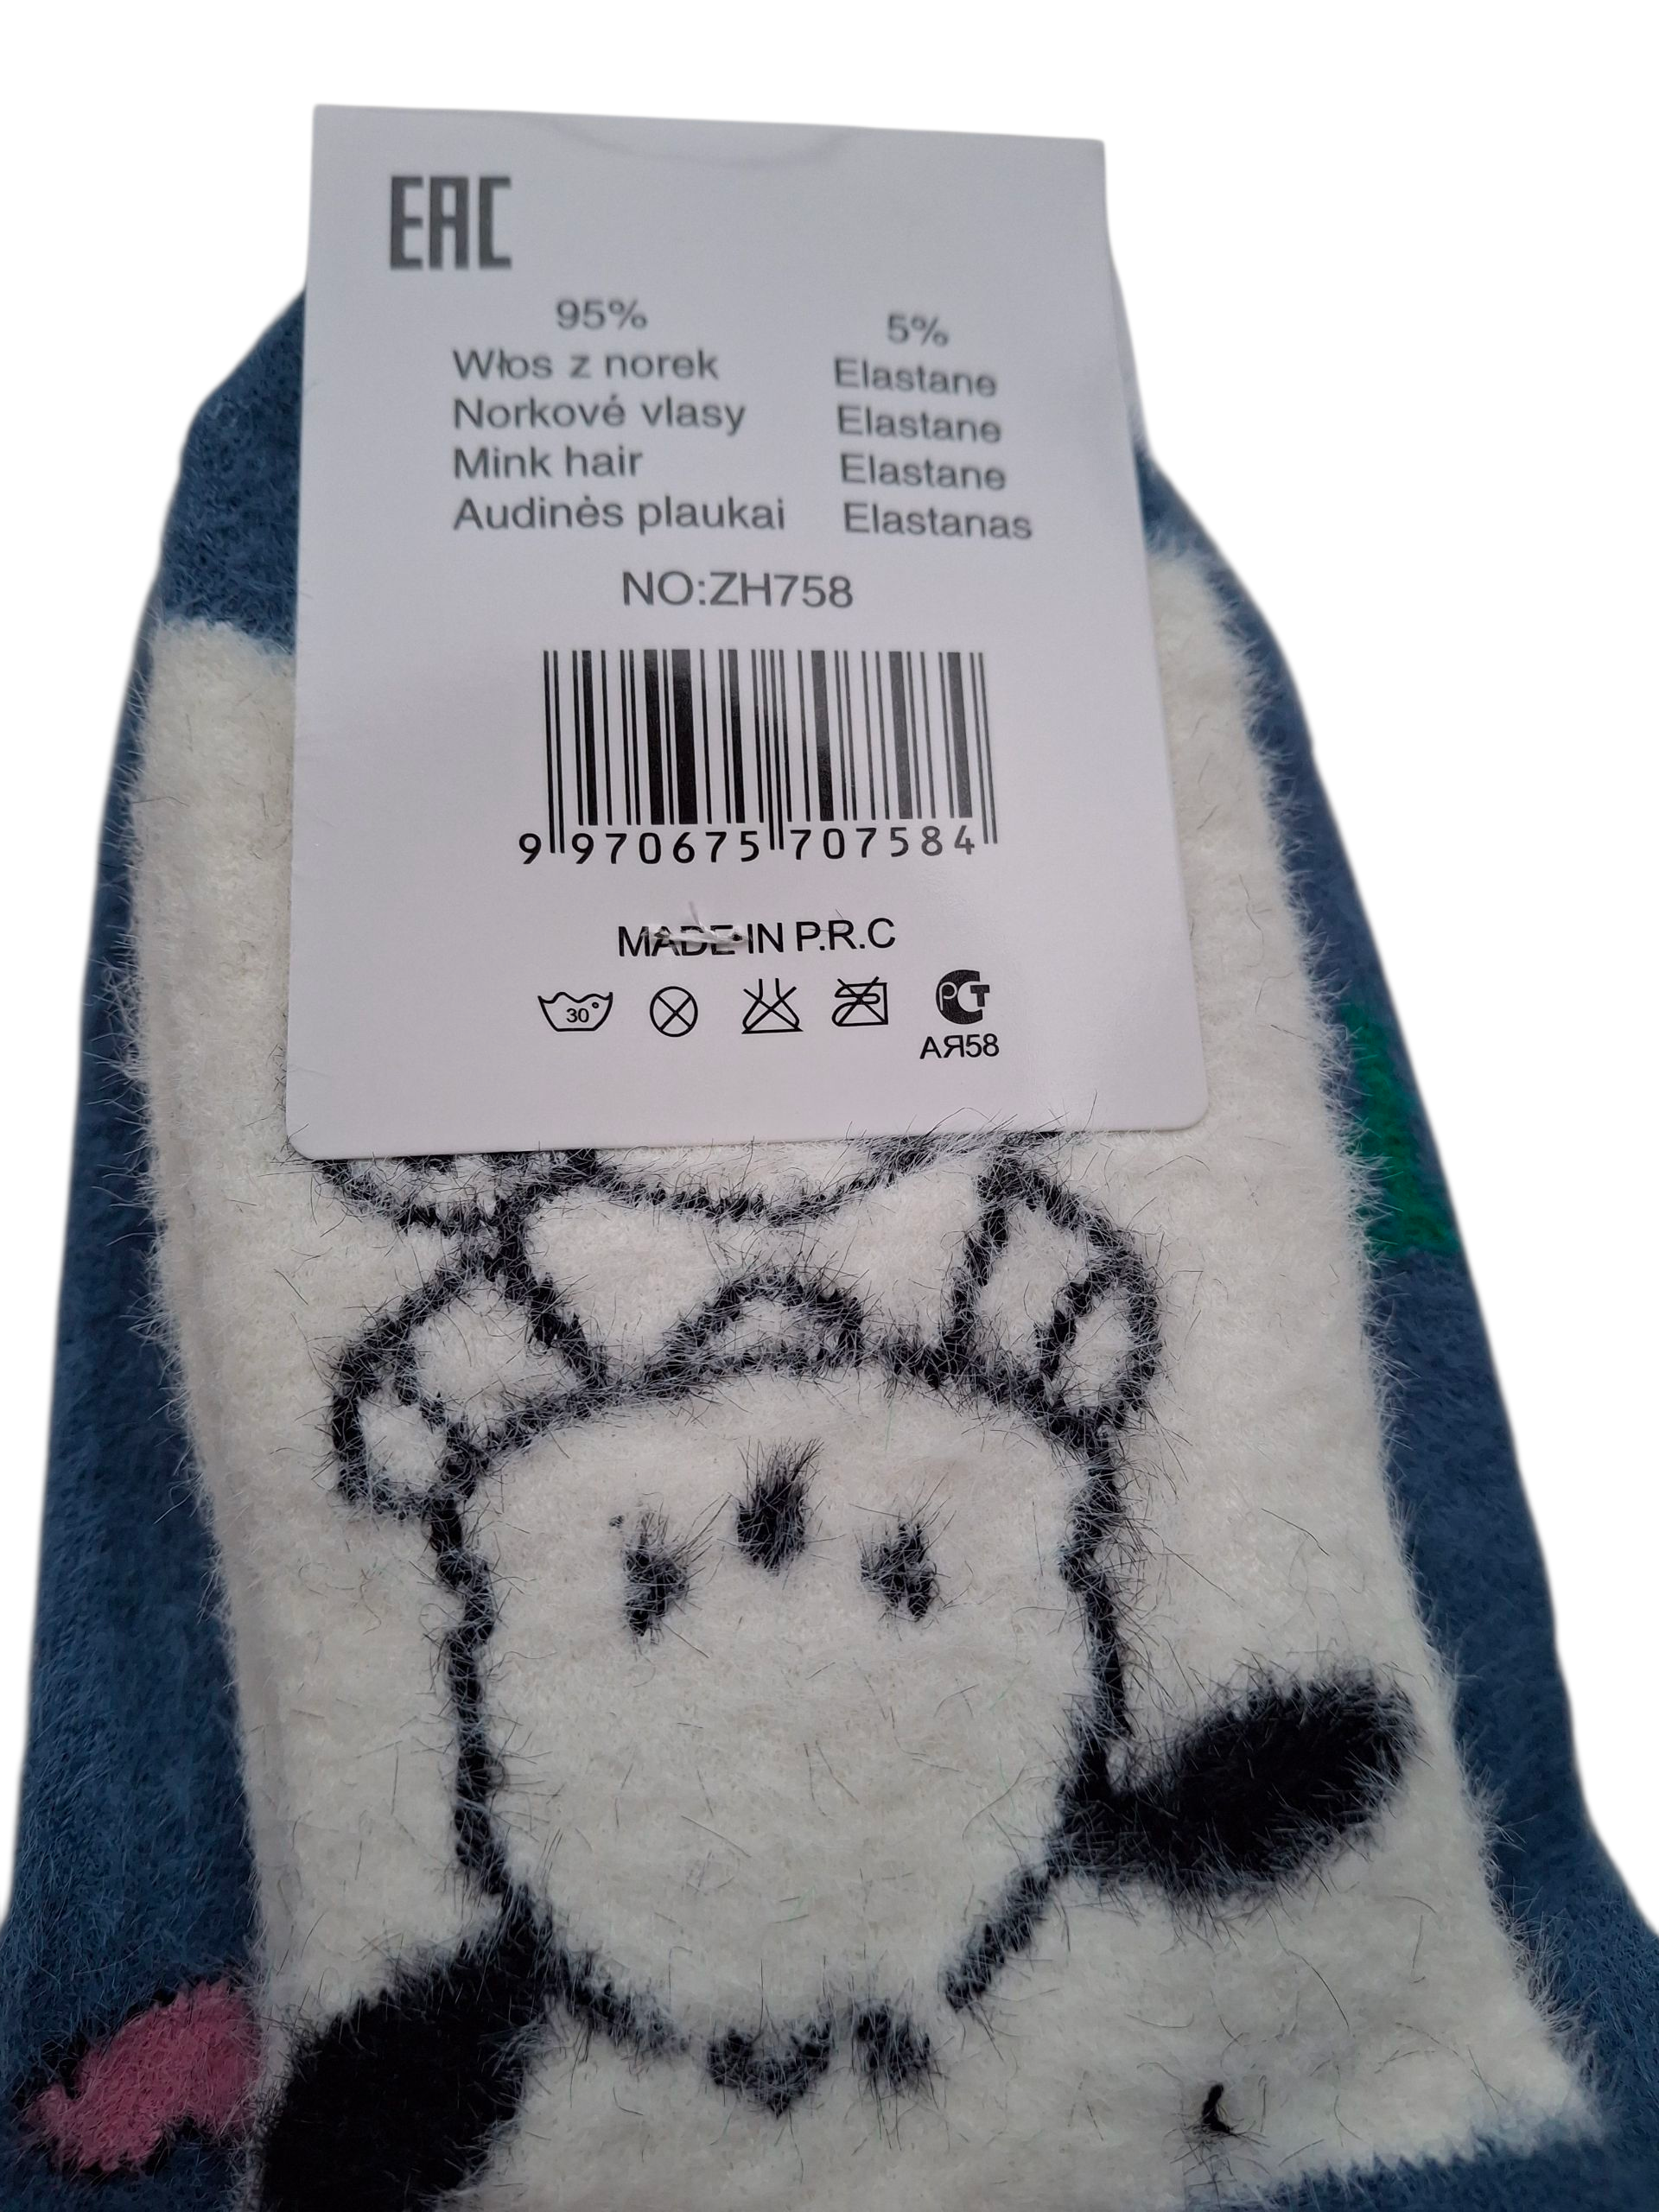 EAC
95% 5%
Włos z norek Elastane
Norkové vlasy Elastane
Mink hair Elastane
Audinės plaukai Elastanas
NO:ZH758
9 970675 707584
MADE IN P.R.C
30°
РСТ
АЯ58